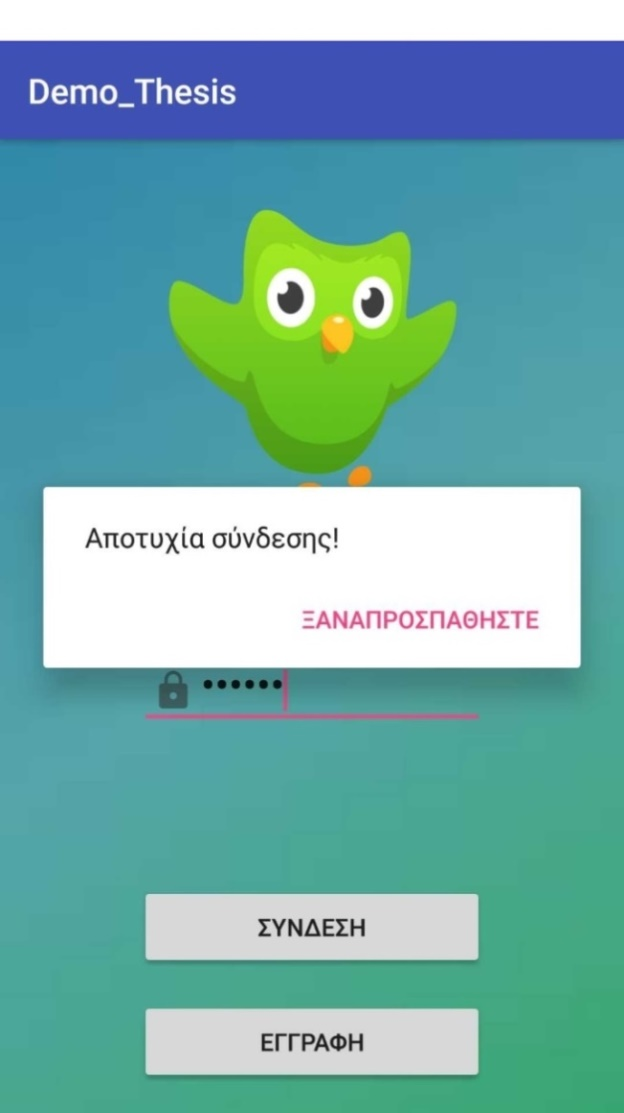 Demo_Thesis
Αποτυχία σύνδεσης!
ΞΑΝΑΠΡΟΣΠΑΘΗΣΤΕ
••••••
ΣΥΝΔΕΣΗ
ΕΓΓΡΑΦΗ